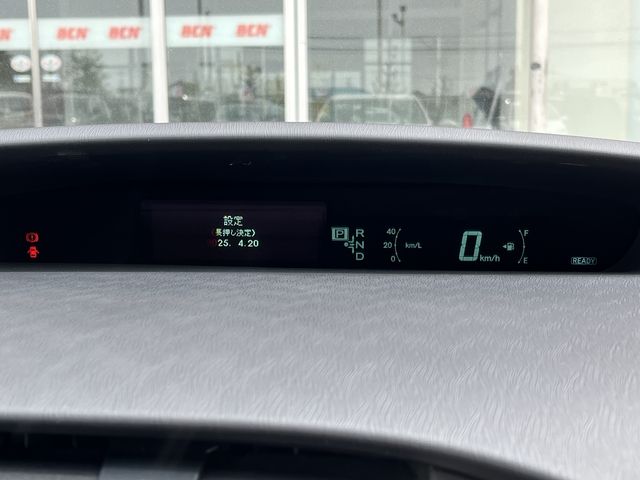 BCN BCN BCN BCN
設定
(長押し決定)
25. 4.20
P R
N
D
40
20 km/L
0
0 km/h
F
E
READY